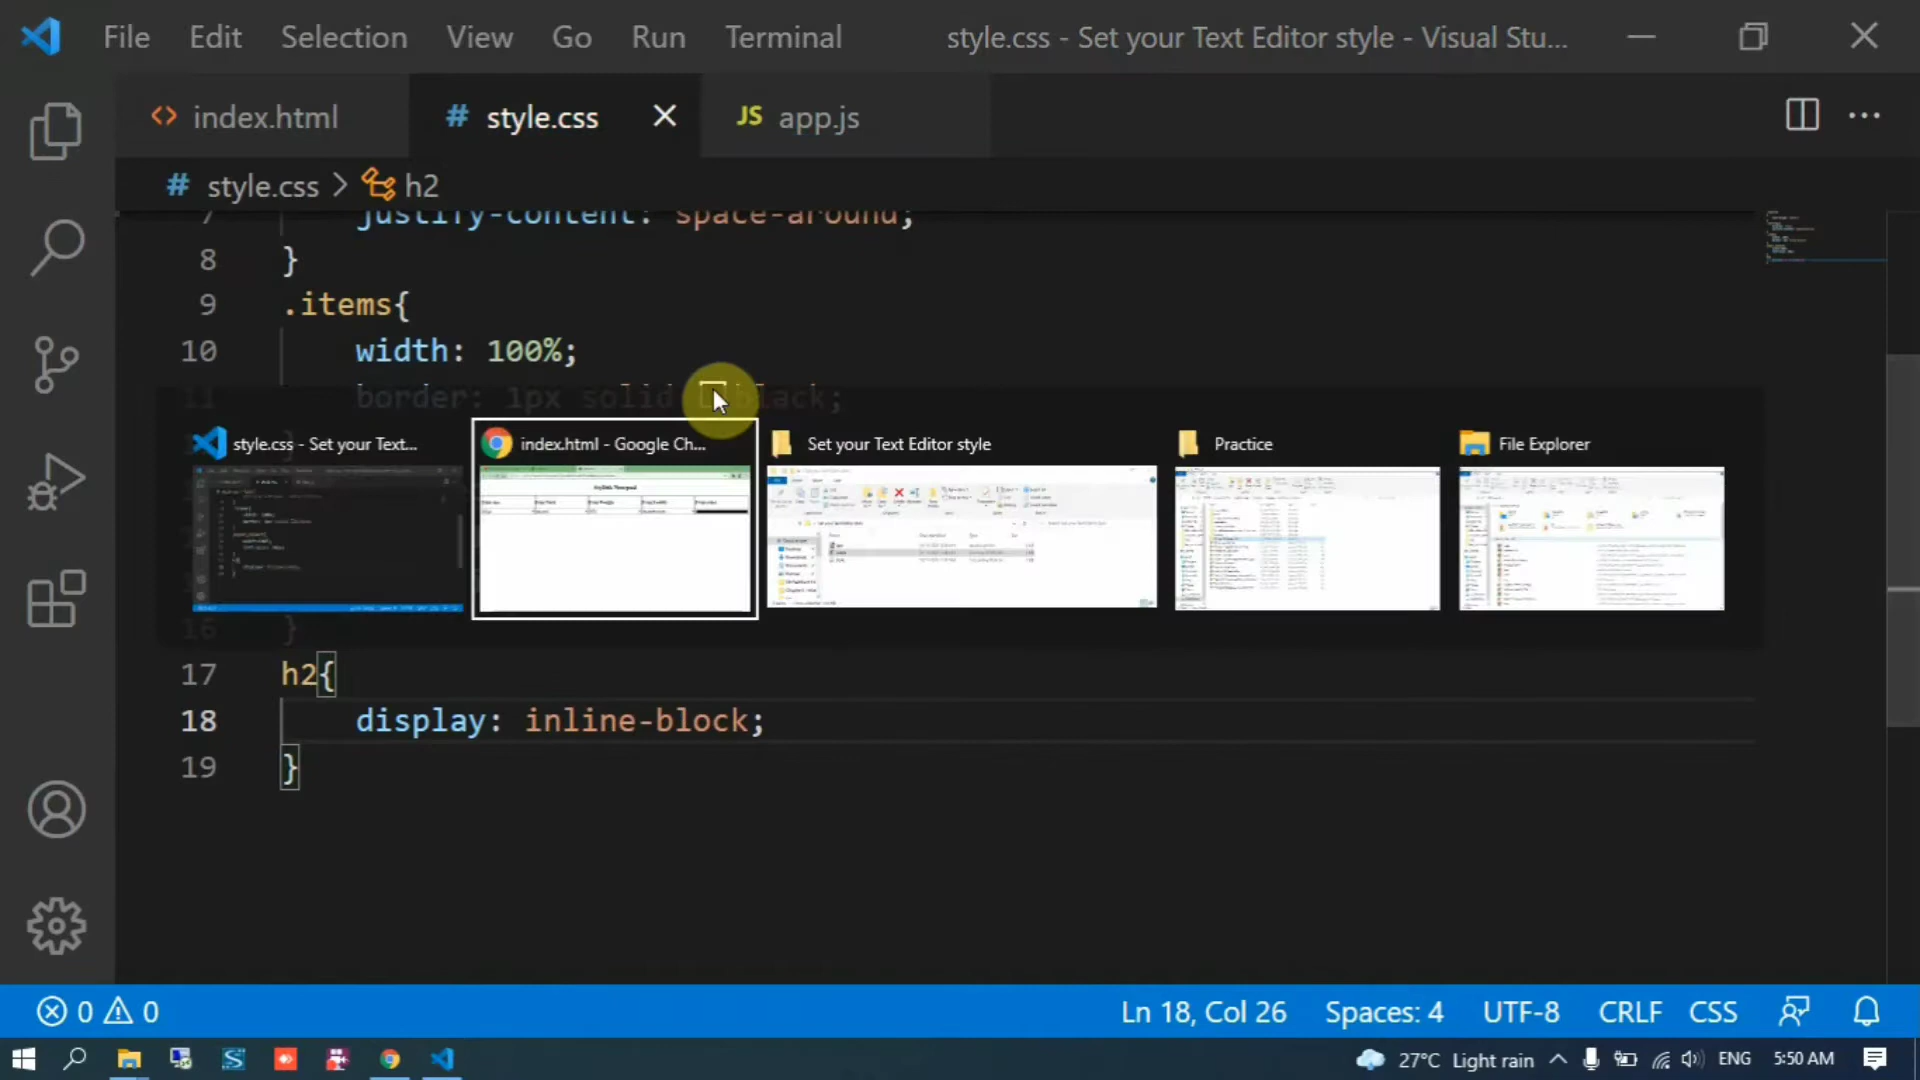 File Edit Selection View Go Run Terminal style.css - Set your Text Editor style - Visual Stu...
index.html # style.css JS app.js
# style.css > h2
7 justify-content: space-around;
8 }
9 .items{
10 width: 100%;
11 border: 1px solid black;
style.css - Set your Text... index.html - Google Ch... Set your Text Editor style Practice File Explorer
16 }
17 h2{
18 display: inline-block;
19 }
0 0 Ln 18, Col 26 Spaces: 4 UTF-8 CRLF CSS
27°C Light rain ENG 5:50 AM